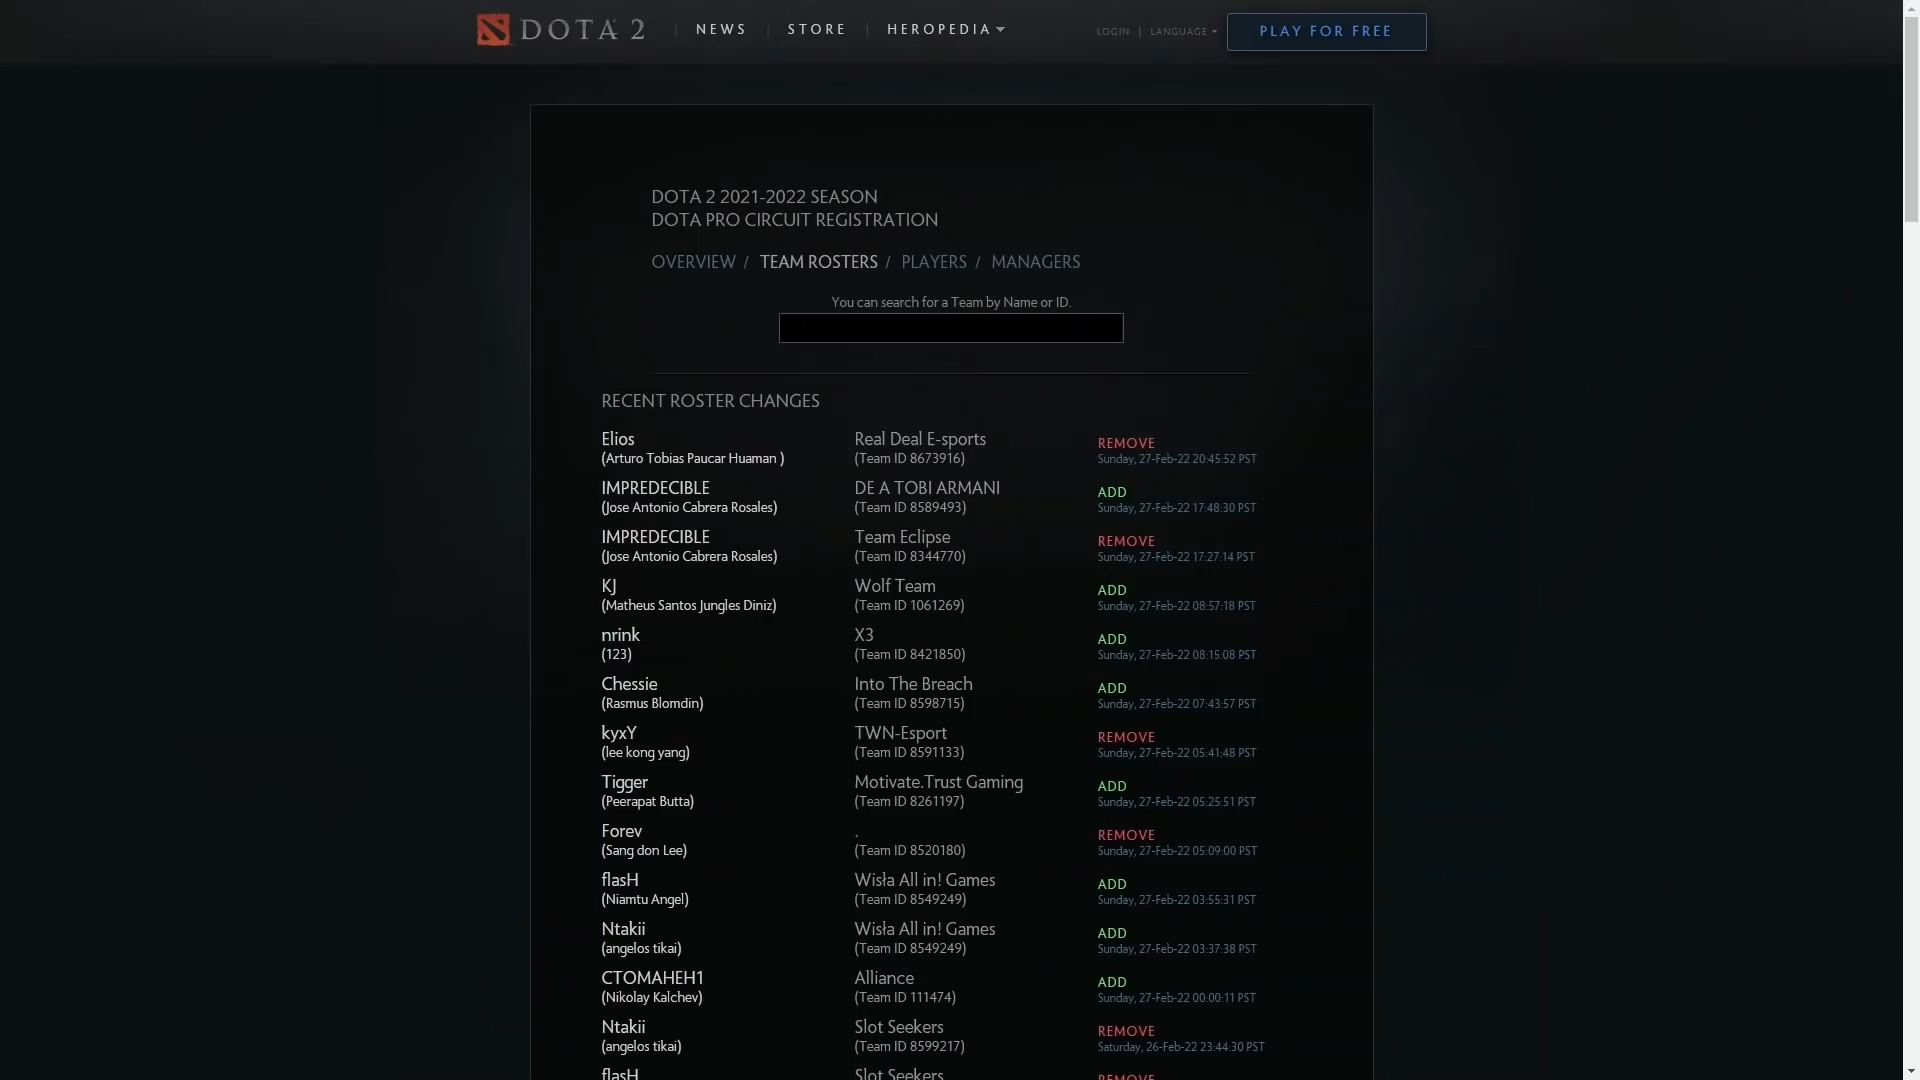 DOTA 2
NEWS
STORE
HEROPEDIA
LOGIN | LANGUAGE
PLAY FOR FREE
DOTA 2 2021-2022 SEASON
DOTA PRO CIRCUIT REGISTRATION
OVERVIEW / TEAM ROSTERS / PLAYERS / MANAGERS
You can search for a Team by Name or ID.
RECENT ROSTER CHANGES
Elios Real Deal E-sports REMOVE
(Arturo Tobias Paucar Huaman ) (Team ID 8673916) Sunday, 27-Feb-22 20:45:52 PST
IMPREDECIBLE DE A TOBI ARMANI ADD
(Jose Antonio Cabrera Rosales) (Team ID 8589493) Sunday, 27-Feb-22 17:48:30 PST
IMPREDECIBLE Team Eclipse REMOVE
(Jose Antonio Cabrera Rosales) (Team ID 8344770) Sunday, 27-Feb-22 17:27:14 PST
KJ Wolf Team ADD
(Matheus Santos Jungles Diniz) (Team ID 1061269) Sunday, 27-Feb-22 08:57:18 PST
nrink X3 ADD
(123) (Team ID 8421850) Sunday, 27-Feb-22 08:15:08 PST
Chessie Into The Breach ADD
(Rasmus Blomdin) (Team ID 8598715) Sunday, 27-Feb-22 07:43:57 PST
kyxY TWN-Esport REMOVE
(lee kong yang) (Team ID 8591133) Sunday, 27-Feb-22 05:41:48 PST
Tigger Motivate.Trust Gaming ADD
(Peerapat Butta) (Team ID 8261197) Sunday, 27-Feb-22 05:25:51 PST
Forev . REMOVE
(Sang don Lee) (Team ID 8520180) Sunday, 27-Feb-22 05:09:00 PST
flasH Wisła All in! Games ADD
(Niamtu Angel) (Team ID 8549249) Sunday, 27-Feb-22 03:55:31 PST
Ntakii Wisła All in! Games ADD
(angelos tikai) (Team ID 8549249) Sunday, 27-Feb-22 03:37:38 PST
CTOMAHEH1 Alliance ADD
(Nikolay Kalchev) (Team ID 111474) Sunday, 27-Feb-22 00:00:11 PST
Ntakii Slot Seekers REMOVE
(angelos tikai) (Team ID 8599217) Saturday, 26-Feb-22 23:44:30 PST
flasH Slot Seekers REMOVE